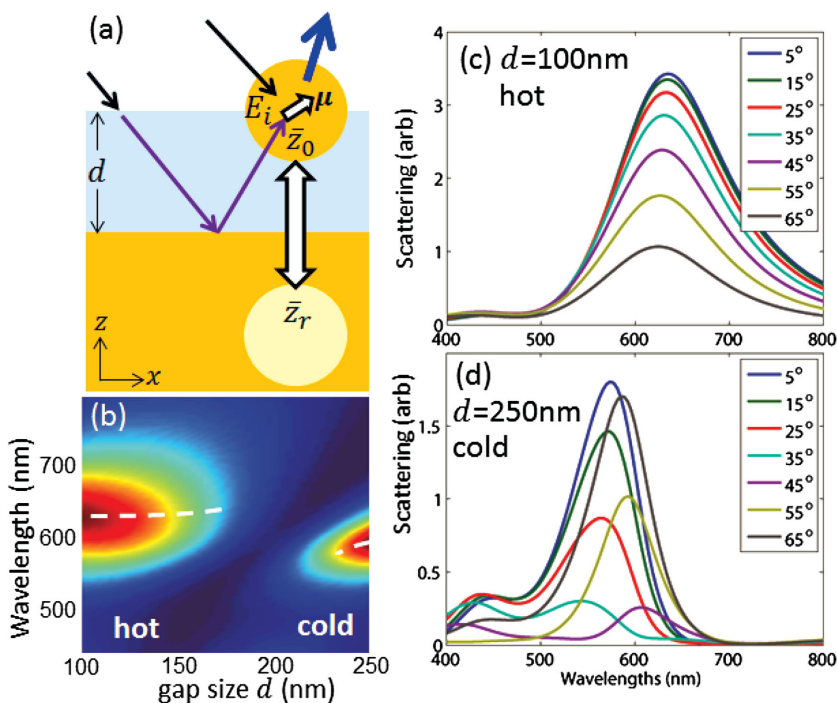 (a)
E_i
μ
z̄_0
d
z̄_r
z
x
(b)
Wavelength (nm)
700
600
500
hot
cold
100
150
200
250
gap size d (nm)
(c) d=100nm
hot
Scattering (arb)
4
3
2
1
0
400
500
600
700
800
5°
15°
25°
35°
45°
55°
65°
(d)
d=250nm
cold
Scattering (arb)
1.5
1
0.5
0
400
500
600
700
800
Wavelengths (nm)
5°
15°
25°
35°
45°
55°
65°